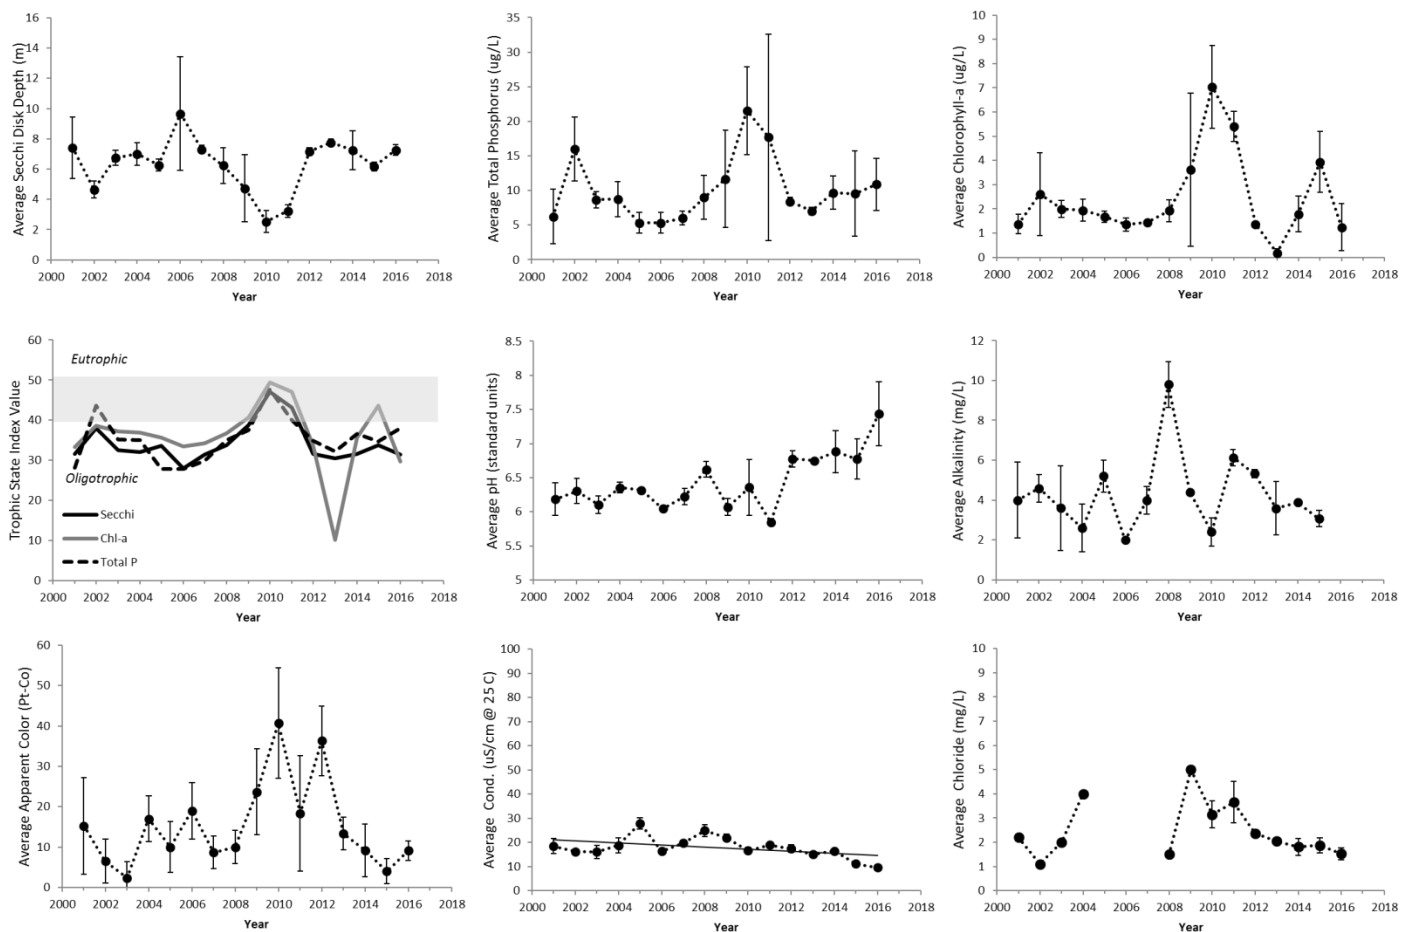 Average Secchi Disk Depth (m)
16
14
12
10
8
6
4
2
0
2000 2002 2004 2006 2008 2010 2012 2014 2016 2018
Year
Average Total Phosphorus (ug/L)
35
30
25
20
15
10
5
0
2000 2002 2004 2006 2008 2010 2012 2014 2016 2018
Year
Average Chlorophyll-a (ug/L)
10
9
8
7
6
5
4
3
2
1
0
2000 2002 2004 2006 2008 2010 2012 2014 2016 2018
Year
Trophic State Index Value
60
50
40
30
20
10
0
Eutrophic
Oligotrophic
Secchi
Chl-a
Total P
2000 2002 2004 2006 2008 2010 2012 2014 2016 2018
Year
Average pH (standard units)
8.5
8
7.5
7
6.5
6
5.5
5
2000 2002 2004 2006 2008 2010 2012 2014 2016 2018
Year
Average Alkalinity (mg/L)
12
10
8
6
4
2
0
2000 2002 2004 2006 2008 2010 2012 2014 2016 2018
Year
Average Apparent Color (Pt-Co)
60
50
40
30
20
10
0
2000 2002 2004 2006 2008 2010 2012 2014 2016 2018
Year
Average Cond. (uS/cm @ 25 C)
100
90
80
70
60
50
40
30
20
10
0
2000 2002 2004 2006 2008 2010 2012 2014 2016 2018
Year
Average Chloride (mg/L)
10
9
8
7
6
5
4
3
2
1
0
2000 2002 2004 2006 2008 2010 2012 2014 2016 2018
Year